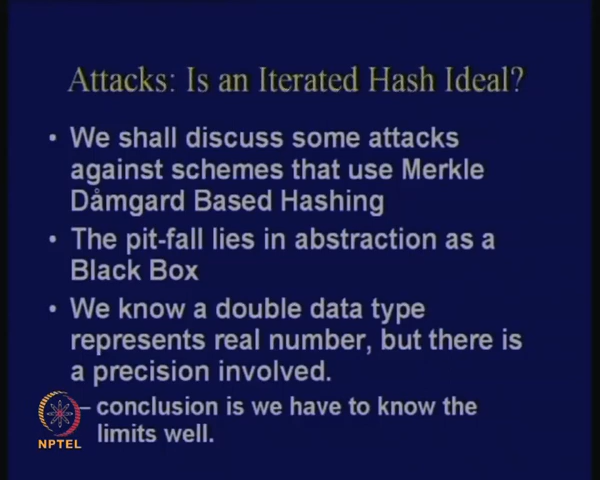 Attacks: Is an Iterated Hash Ideal?
• We shall discuss some attacks
against schemes that use Merkle
Dåmgard Based Hashing
• The pit-fall lies in abstraction as a
Black Box
• We know a double data type
represents real number, but there is
a precision involved.
– conclusion is we have to know the
limits well.
NPTEL